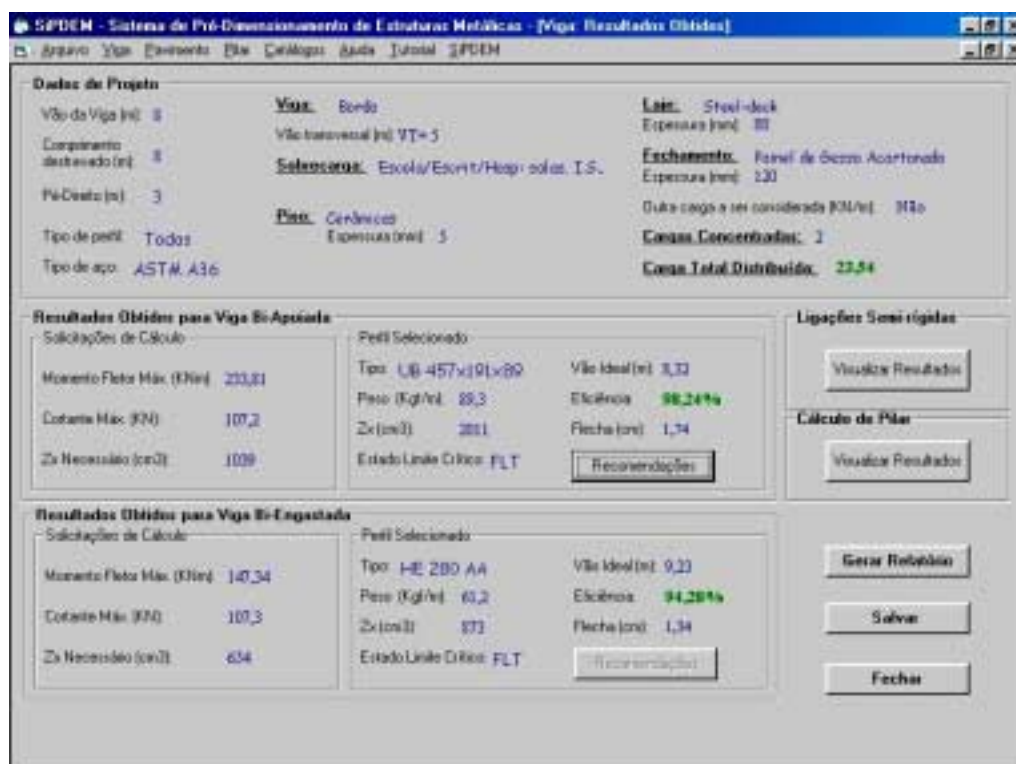 SiPDEM - Sistema de Pré-Dimensionamento de Estruturas Metálicas - [Viga: Resultados Obtidos]
Arquivo Viga Pavimento Pilar Catálogos Ajuda Tutorial SiPDEM
Dados de Projeto
Vão da Viga (m): 8
Comprimento
destravado (m): 8
Pé-Direito (m): 3
Tipo de perfil: Todos
Tipo de aço: ASTM A36
Viga: Borda
Vão transversal (m): VT= 5
Sobrecarga: Escola/Escrit/Hosp: salas, I.S.
Piso: Cerâmicas
Espessura (mm): 5
Laje: Steel-deck
Espessura (mm):
Fechamento: Painel de Gesso Acartonado
Espessura (mm): 120
Outra carga a ser considerada (KN/m): Não
Cargas Concentradas: 2
Carga Total Distribuída: 23,54
Resultados Obtidos para Viga Bi-Apoiada
Solicitações de Cálculo
Momento Fletor Máx. (KNm): 233,81
Cortante Máx. (KN): 107,2
Zx Necessário (cm3): 1039
Perfil Selecionado
Tipo: UB 457x191x89
Peso (Kgf/m): 89,3
Zx (cm3): 2011
Estado Limite Crítico: FLT
Vão Ideal (m): 8,32
Eficiência: 98,24%
Flecha (cm): 1,74
Recomendações
Ligações Semi-rígidas
Visualizar Resultados
Cálculo de Pilar
Visualizar Resultados
Resultados Obtidos para Viga Bi-Engastada
Solicitações de Cálculo
Momento Fletor Máx. (KNm): 147,34
Cortante Máx. (KN): 107,3
Zx Necessário (cm3): 654
Perfil Selecionado
Tipo: HE 280 AA
Peso (Kgf/m): 61,2
Zx (cm3): 873
Estado Limite Crítico: FLT
Vão Ideal (m): 9,23
Eficiência: 94,28%
Flecha (cm): 1,34
Recomendações
Gerar Relatório
Salvar
Fechar